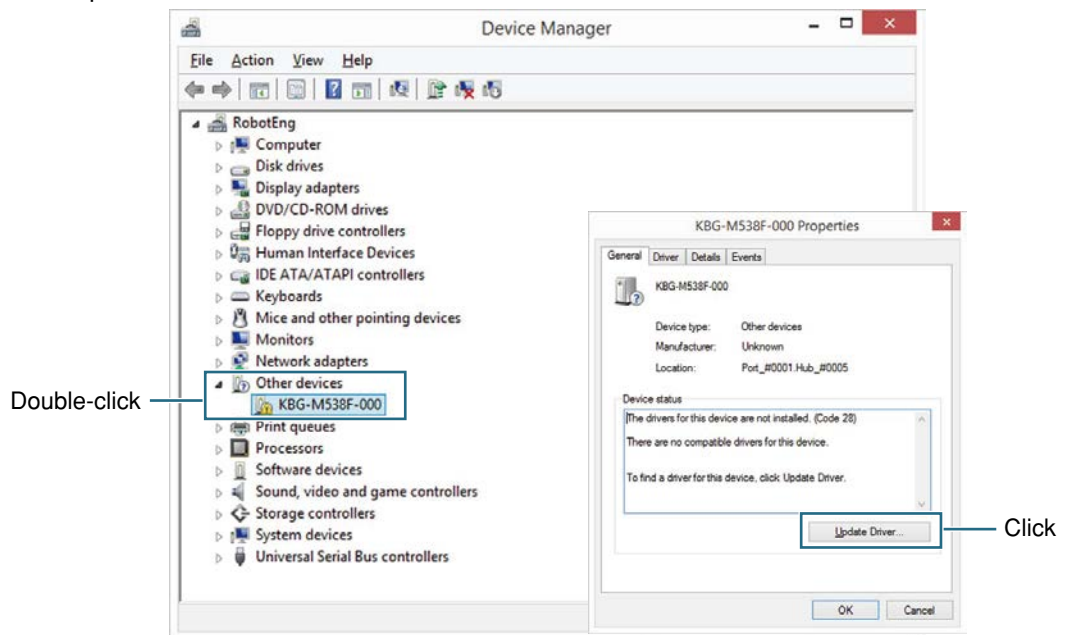 Device Manager
File Action View Help
RobotEng
Computer
Disk drives
Display adapters
DVD/CD-ROM drives
Floppy drive controllers
Human Interface Devices
IDE ATA/ATAPI controllers
Keyboards
Mice and other pointing devices
Monitors
Network adapters
Other devices
KBG-M538F-000
Print queues
Processors
Software devices
Sound, video and game controllers
Storage controllers
System devices
Universal Serial Bus controllers
Double-click
KBG-M538F-000 Properties
General Driver Details Events
KBG-M538F-000
Device type: Other devices
Manufacturer: Unknown
Location: Port_#0001.Hub_#0005
Device status
The drivers for this device are not installed. (Code 28)
There are no compatible drivers for this device.
To find a driver for this device, click Update Driver.
Update Driver...
Click
OK Cancel